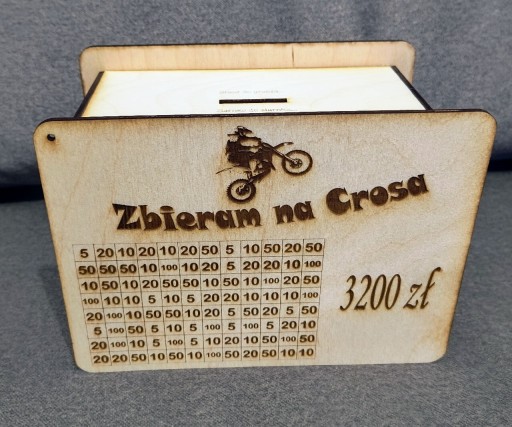 Zbieram na Crosa
5 20 10 20 10 20 50 5 10 50 20 50
50 50 50 10 100 10 20 5 20 20 10 100
10 50 10 20 50 50 50 10 50 10 100 20 50
100 10 10 5 10 5 20 20 10 10 10 100
20 100 10 50 50 10 20 5 50 20 5 50
5 100 50 5 10 5 100 5 100 5 20 10
20 100 10 5 100 5 10 20 10 50 100 50
20 20 50 10 50 10 100 50 20 50 10 10
3200 zł